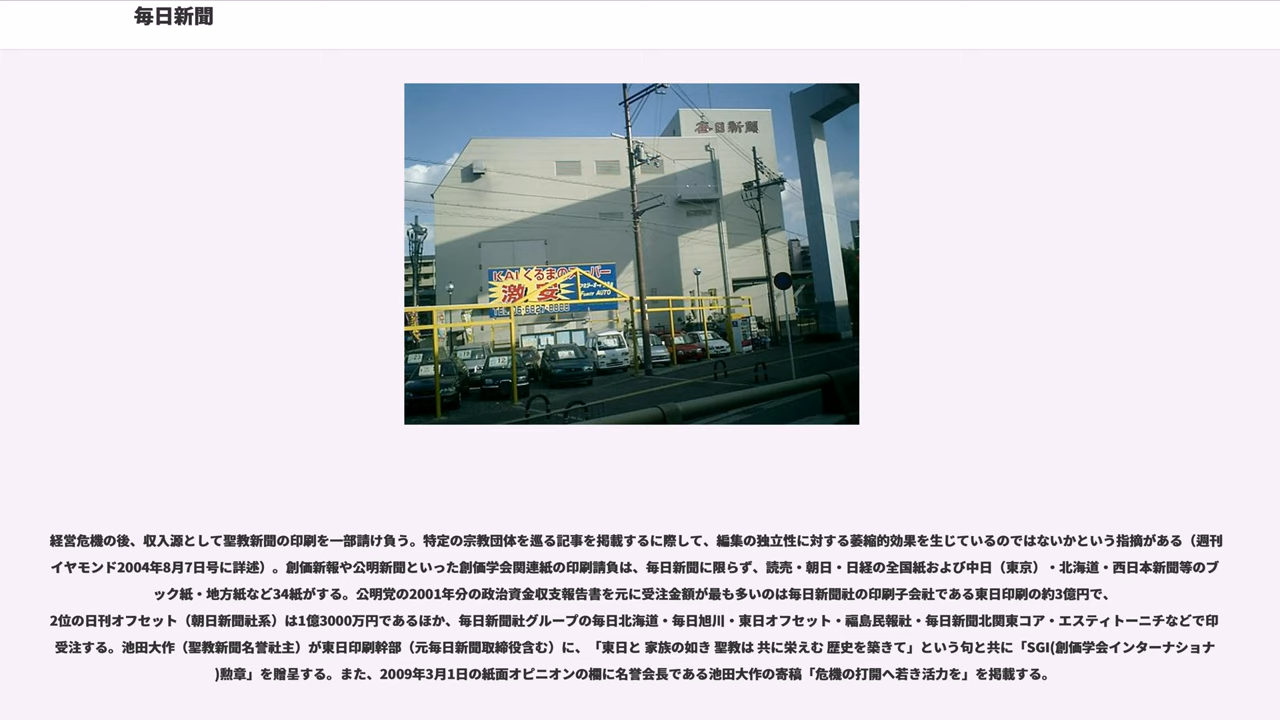 毎日新聞
毎日新聞
KAIくるまのスーパー
激安
TEL 06-6827-8888
経営危機の後、収入源として聖教新聞の印刷を一部請け負う。特定の宗教団体を巡る記事を掲載するに際して、編集の独立性に対する萎縮的効果を生じているのではないかという指摘がある（週刊
イヤモンド2004年8月7日号に詳述）。創価新報や公明新聞といった創価学会関連紙の印刷請負は、毎日新聞に限らず、読売・朝日・日経の全国紙および中日（東京）・北海道・西日本新聞等のブ
ック紙・地方紙など34紙がする。公明党の2001年分の政治資金収支報告書を元に受注金額が最も多いのは毎日新聞社の印刷子会社である東日印刷の約3億円で、
2位の日刊オフセット（朝日新聞社系）は1億3000万円であるほか、毎日新聞社グループの毎日北海道・毎日旭川・東日オフセット・福島民報社・毎日新聞北関東コア・エスティトーニチなどで印
受注する。池田大作（聖教新聞名誉社主）が東日印刷幹部（元毎日新聞取締役含む）に、「東日と 家族の如き 聖教は 共に栄えむ 歴史を築きて」という句と共に「SGI(創価学会インターナショナ
)勲章」を贈呈する。また、2009年3月1日の紙面オピニオンの欄に名誉会長である池田大作の寄稿「危機の打開へ若き活力を」を掲載する。